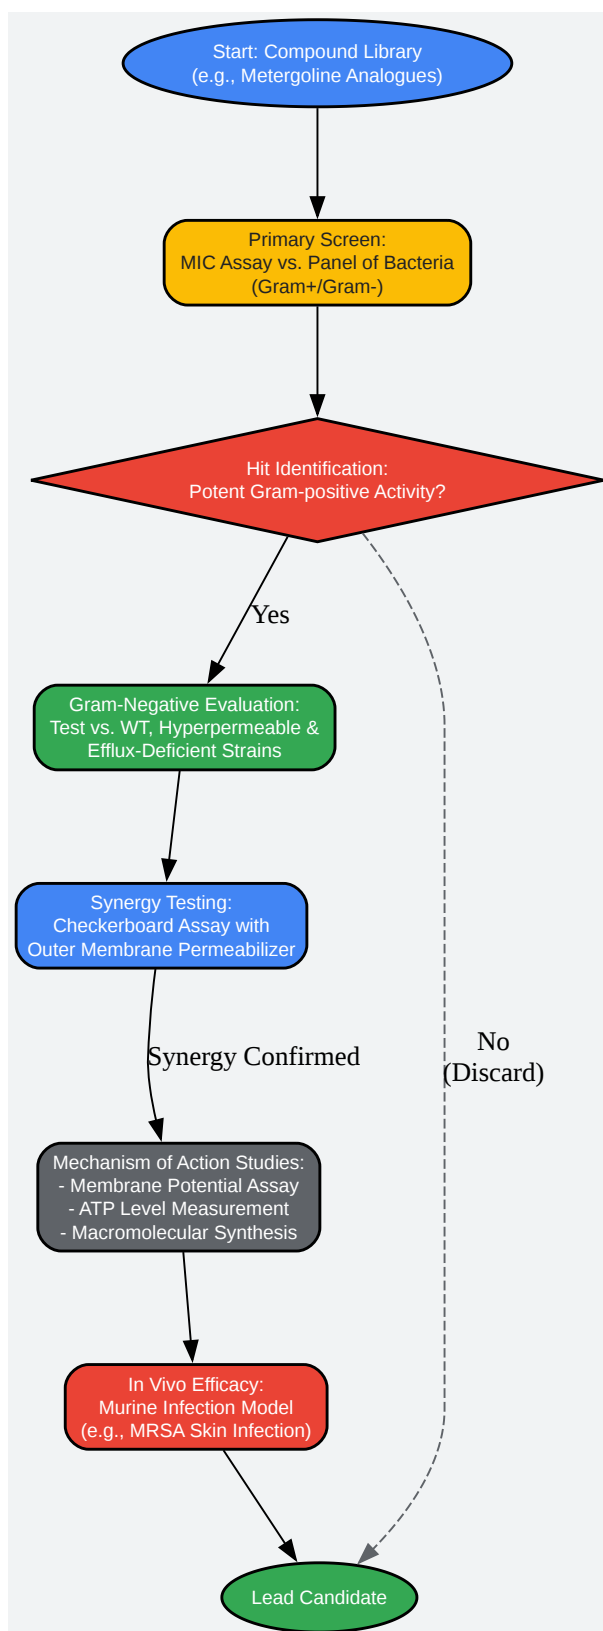 Start: Compound Library
(e.g., Metergoline Analogues)
Primary Screen:
MIC Assay vs. Panel of Bacteria
(Gram+/Gram-)
Hit Identification:
Potent Gram-positive Activity?
Yes
Gram-Negative Evaluation:
Test vs. WT, Hyperpermeable &
Efflux-Deficient Strains
Synergy Testing:
Checkerboard Assay with
Outer Membrane Permeabilizer
Synergy Confirmed
No
(Discard)
Mechanism of Action Studies:
- Membrane Potential Assay
- ATP Level Measurement
- Macromolecular Synthesis
In Vivo Efficacy:
Murine Infection Model
(e.g., MRSA Skin Infection)
Lead Candidate